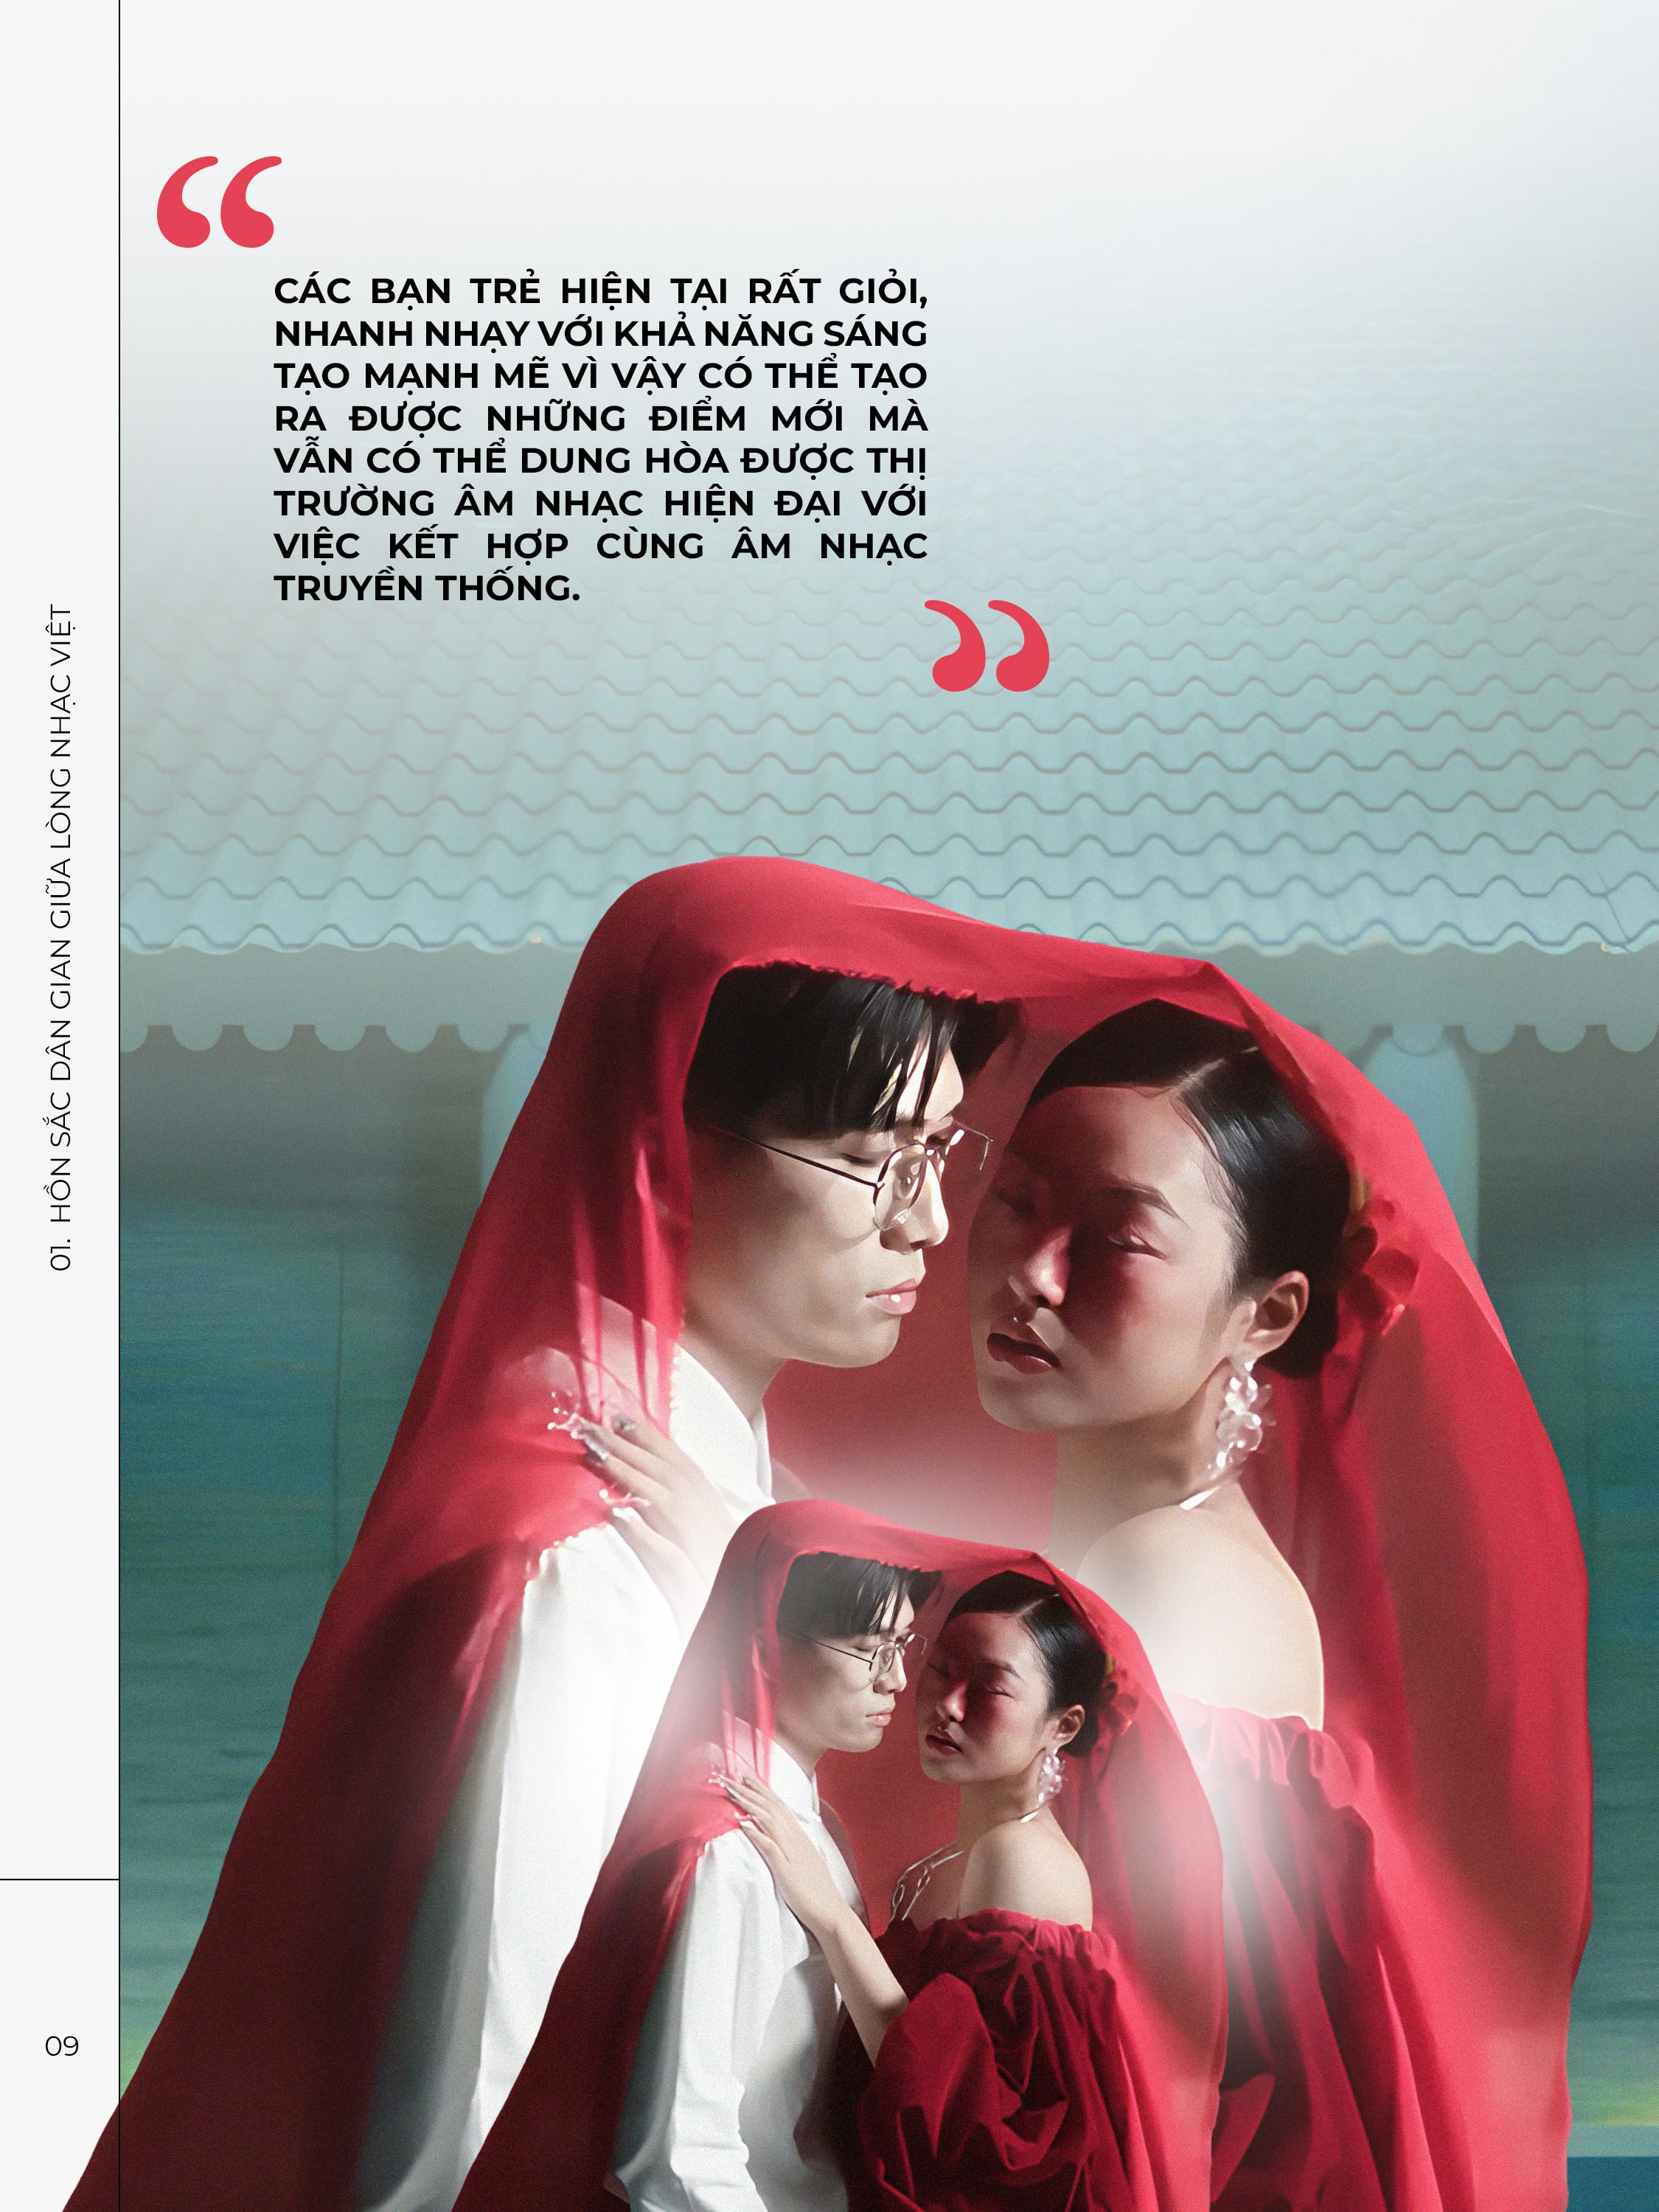 “
CÁC BẠN TRẺ HIỆN TẠI RẤT GIỎI,
NHANH NHẠY VỚI KHẢ NĂNG SÁNG
TẠO MẠNH MẼ VÌ VẬY CÓ THỂ TẠO
RA ĐƯỢC NHỮNG ĐIỂM MỚI MÀ
VẪN CÓ THỂ DUNG HÒA ĐƯỢC THỊ
TRƯỜNG ÂM NHẠC HIỆN ĐẠI VỚI
VIỆC KẾT HỢP CÙNG ÂM NHẠC
TRUYỀN THỐNG.
”
01. HỒN SẮC DÂN GIAN GIỮA LÒNG NHẠC VIỆT
09